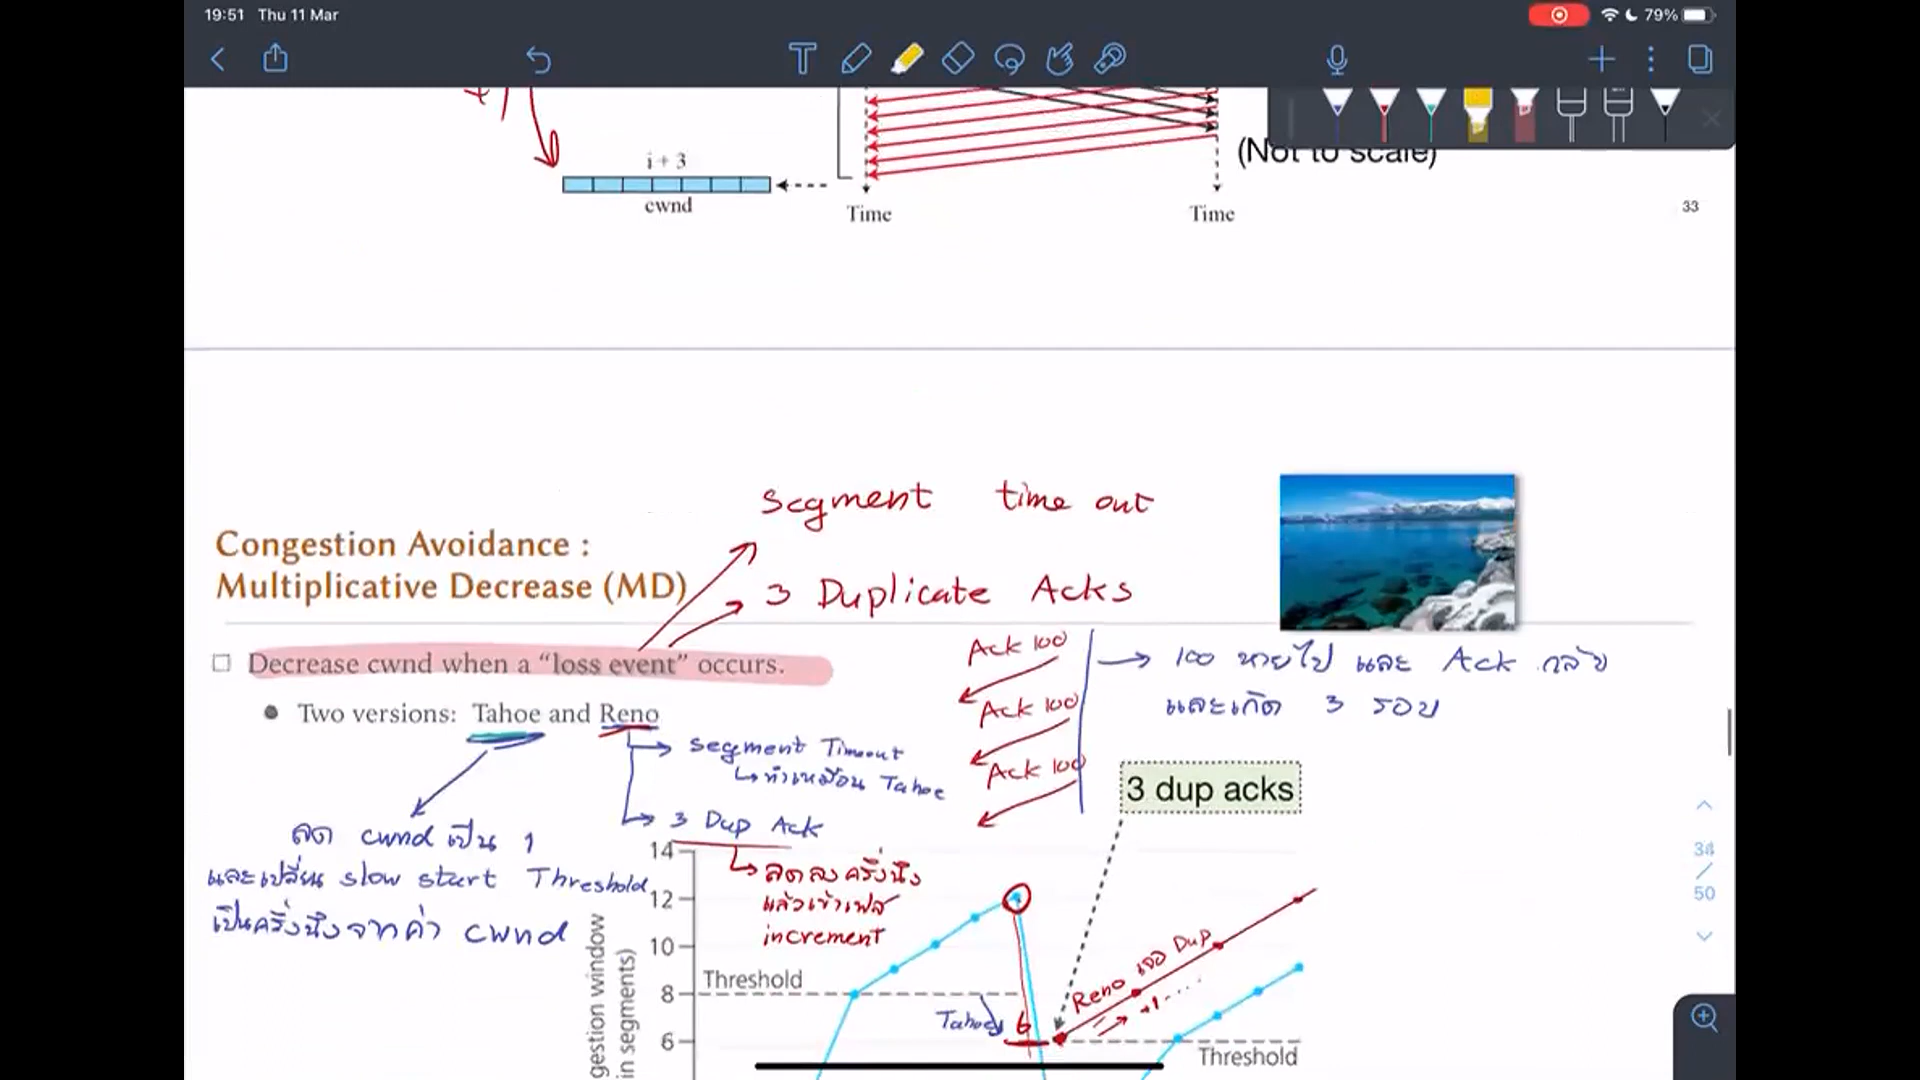 19:51 Thu 11 Mar
79%
i + 3
cwnd
Time
Time
(Not to scale)
33
Segment time out
Congestion Avoidance :
Multiplicative Decrease (MD)
3 Duplicate Acks
Decrease cwnd when a “loss event” occurs.
Ack 100
Ack 100
Ack 100
100 หายไป และ Ack กลับ
และเกิด 3 รอบ
Two versions: Tahoe and Reno
Segment Timeout
ทำเหมือน Tahoe
3 Dup Ack
ลดลงครึ่งนึง
แล้วเข้าเฟส
increment
3 dup acks
ลด cwnd เป็น 1
และเปลี่ยน slow start Threshold
เป็นครึ่งนึงจากค่า cwnd
34
/
50
14
12
10
8
6
gestion window
in segments)
Threshold
Tahoe
6
Reno เจอ Dup
+1....
Threshold